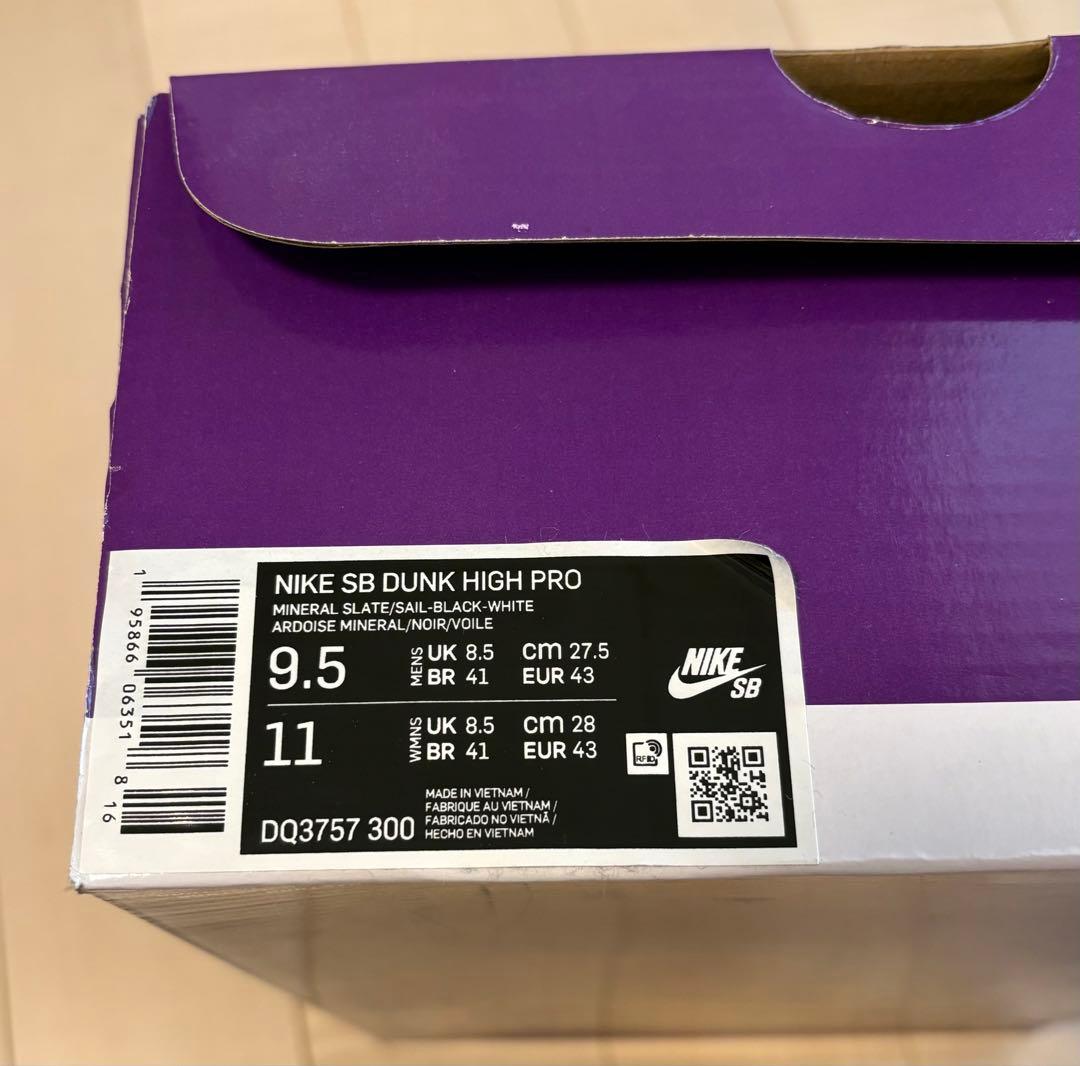 NIKE SB DUNK HIGH PRO
MINERAL SLATE/SAIL-BLACK-WHITE
ARDOISE MINERAL/NOIR/VOILE
9.5 MENS UK 8.5 cm 27.5
BR 41 EUR 43
11 WMNS UK 8.5 cm 28
BR 41 EUR 43
DQ3757 300
MADE IN VIETNAM /
FABRIQUE AU VIETNAM /
FABRICADO NO VIETNÃ /
HECHO EN VIETNAM
NIKE
SB
RFID
1 95866 06351 8 16